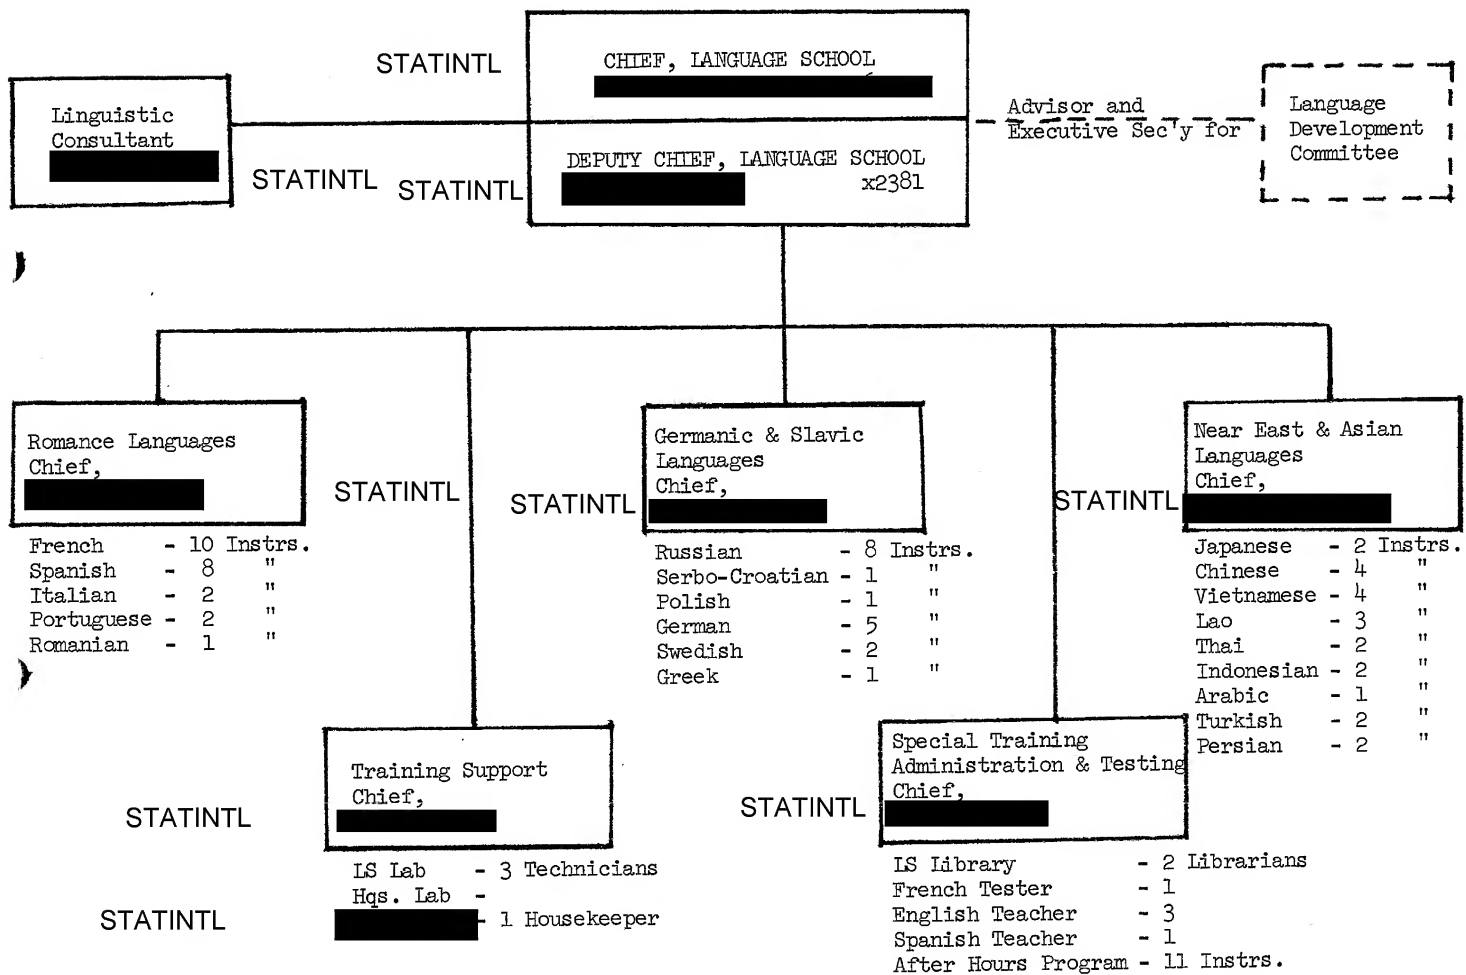 STATINTL
CHIEF, LANGUAGE SCHOOL
Linguistic
Consultant
STATINTL
STATINTL
DEPUTY CHIEF, LANGUAGE SCHOOL
x2381
Advisor and
Executive Sec'y for
Language
Development
Committee
Romance Languages
Chief,
French - 10 Instrs.
Spanish - 8 "
Italian - 2 "
Portuguese - 2 "
Romanian - 1 "
STATINTL
STATINTL
Germanic & Slavic
Languages
Chief,
Russian - 8 Instrs.
Serbo-Croatian - 1 "
Polish - 1 "
German - 5 "
Swedish - 2 "
Greek - 1 "
STATINTL
Near East & Asian
Languages
Chief,
Japanese - 2 Instrs.
Chinese - 4 "
Vietnamese - 4 "
Lao - 3 "
Thai - 2 "
Indonesian - 2 "
Arabic - 1 "
Turkish - 2 "
Persian - 2 "
STATINTL
Training Support
Chief,
LS Lab - 3 Technicians
Hqs. Lab -
STATINTL
- 1 Housekeeper
STATINTL
Special Training
Administration & Testing
Chief,
LS Library - 2 Librarians
French Tester - 1
English Teacher - 3
Spanish Teacher - 1
After Hours Program - 11 Instrs.